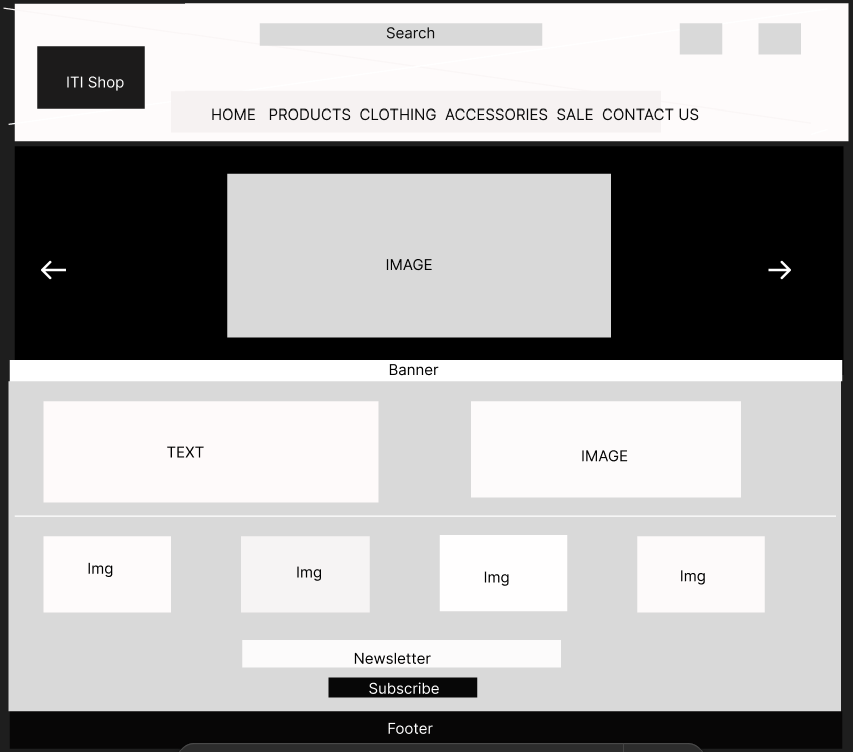 Search
ITI Shop
HOME PRODUCTS CLOTHING ACCESSORIES SALE CONTACT US
IMAGE
Banner
TEXT
IMAGE
Img
Img
Img
Img
Newsletter
Subscribe
Footer